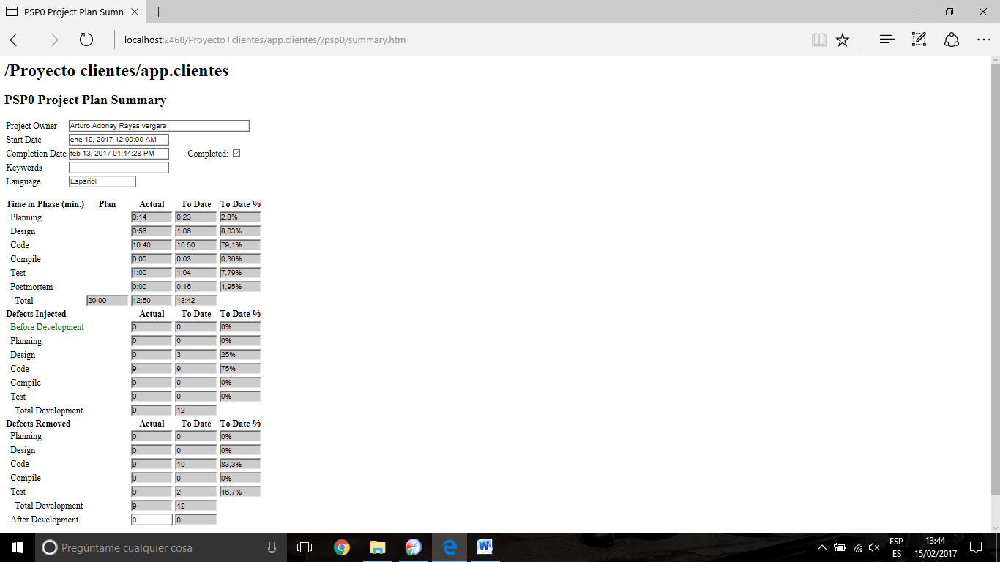 PSP0 Project Plan Sumn
localhost:2468/Proyecto+clientes/app.clientes//psp0/summary.htm
/Proyecto clientes/app.clientes
PSP0 Project Plan Summary
Project Owner Arturo Adonay Rayas vergara
Start Date ene 19, 2017 12:00:00 AM
Completion Date feb 13, 2017 01:44:28 PM Completed:
Keywords
Language Español
Time in Phase (min.) Plan Actual To Date To Date %
Planning 0:14 0:23 2,8%
Design 0:56 1:06 8,03%
Code 10:40 10:50 79,1%
Compile 0:00 0:03 0,36%
Test 1:00 1:04 7,79%
Postmortem 0:00 0:16 1,95%
Total 20:00 12:50 13:42
Defects Injected Actual To Date To Date %
Before Development 0 0 0%
Planning 0 0 0%
Design 0 3 25%
Code 9 9 75%
Compile 0 0 0%
Test 0 0 0%
Total Development 9 12
Defects Removed Actual To Date To Date %
Planning 0 0 0%
Design 0 0 0%
Code 9 10 83,3%
Compile 0 0 0%
Test 0 2 16,7%
Total Development 9 12
After Development 0 0
Pregúntame cualquier cosa
ESP
ES
13:44
15/02/2017